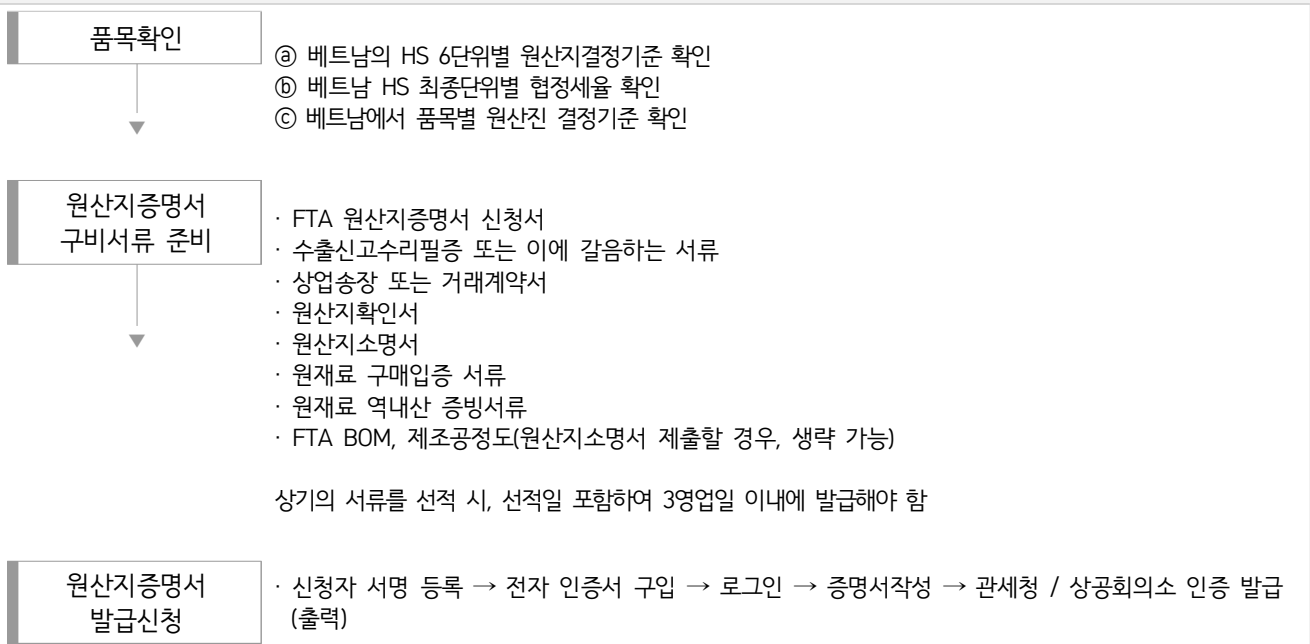 품목확인
ⓐ 베트남의 HS 6단위별 원산지결정기준 확인
ⓑ 베트남 HS 최종단위별 협정세율 확인
ⓒ 베트남에서 품목별 원산진 결정기준 확인
원산지증명서
구비서류 준비
· FTA 원산지증명서 신청서
· 수출신고수리필증 또는 이에 갈음하는 서류
· 상업송장 또는 거래계약서
· 원산지확인서
· 원산지소명서
· 원재료 구매입증 서류
· 원재료 역내산 증빙서류
· FTA BOM, 제조공정도(원산지소명서 제출할 경우, 생략 가능)
상기의 서류를 선적 시, 선적일 포함하여 3영업일 이내에 발급해야 함
원산지증명서
발급신청
· 신청자 서명 등록 → 전자 인증서 구입 → 로그인 → 증명서작성 → 관세청 / 상공회의소 인증 발급
(출력)